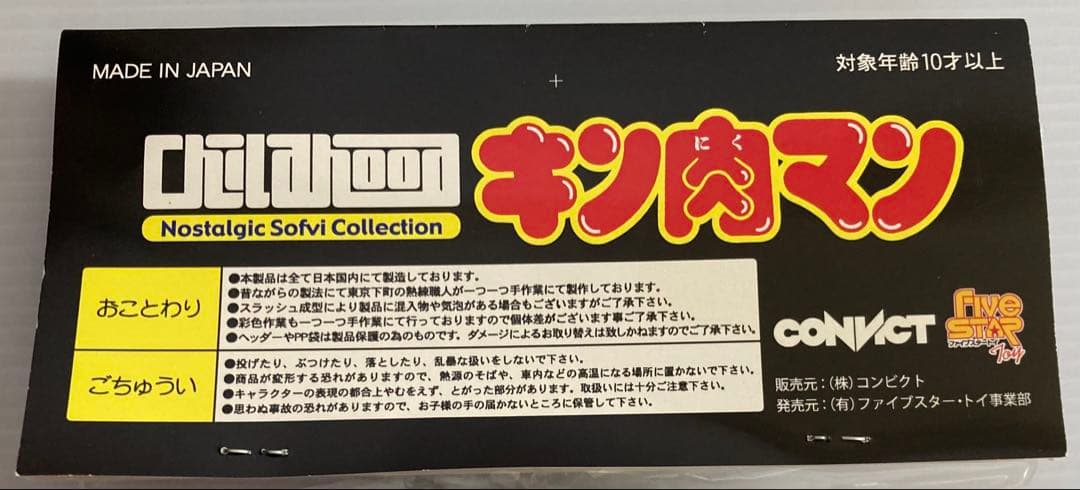 MADE IN JAPAN
対象年齢10才以上
Childhood
Nostalgic Sofvi Collection
にく
キン肉マン
おことわり
●本製品は全て日本国内にて製造しております。
●昔ながらの製法にて東京下町の熟練職人が一つ一つ手作業にて製作しております。
●スラッシュ成型により製品に混入物や気泡がある場合もございますがご了承下さい。
●彩色作業も一つ一つ手作業にて行っておりますので個体差がございます事ご了承下さい。
●ヘッダーやPP袋は製品保護の為のものです。ダメージによるお取り替えは致しかねますのでご了承下さい。
ごちゅうい
●投げたり、ぶつけたり、落としたり、乱暴な扱いをしないで下さい。
●商品が変形する恐れがありますので、熱源のそばや、車内などの高温になる場所に置かないで下さい。
●キャラクターの表現の都合上やむをえず、とがった部分があります。取扱いには十分ご注意下さい。
●思わぬ事故の恐れがありますので、お子様の手の届かないところに保管して下さい。
CONVICT
Five
STAR
ファイブスタートイ
Toy
販売元：（株）コンビクト
発売元：（有）ファイブスター・トイ事業部